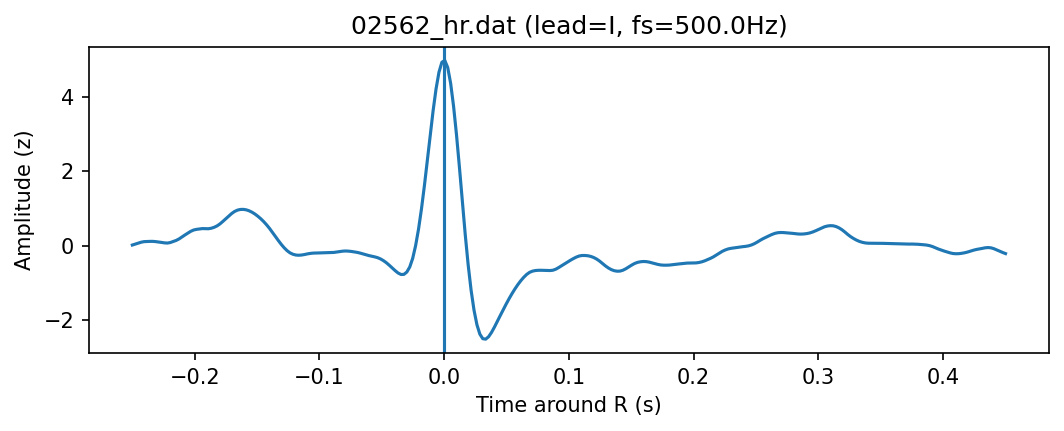 02562_hr.dat (lead=I, fs=500.0Hz)
Amplitude (z)
4
2
0
−2
−0.2 −0.1 0.0 0.1 0.2 0.3 0.4
Time around R (s)